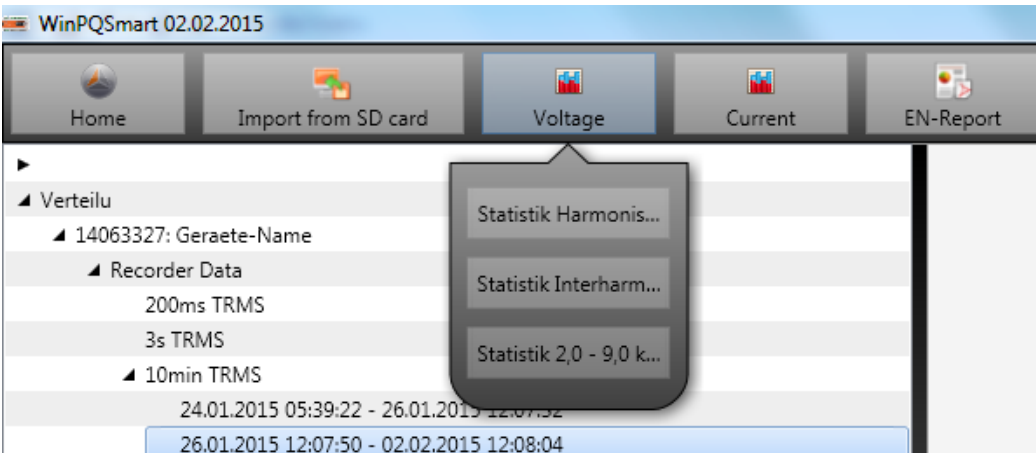 WinPQSmart 02.02.2015
Home
Import from SD card
Voltage
Current
EN-Report
Statistik Harmonis...
Statistik Interharm...
Statistik 2,0 - 9,0 k...
Verteilu
14063327: Geraete-Name
Recorder Data
200ms TRMS
3s TRMS
10min TRMS
24.01.2015 05:39:22 - 26.01.2015 12:07:32
26.01.2015 12:07:50 - 02.02.2015 12:08:04